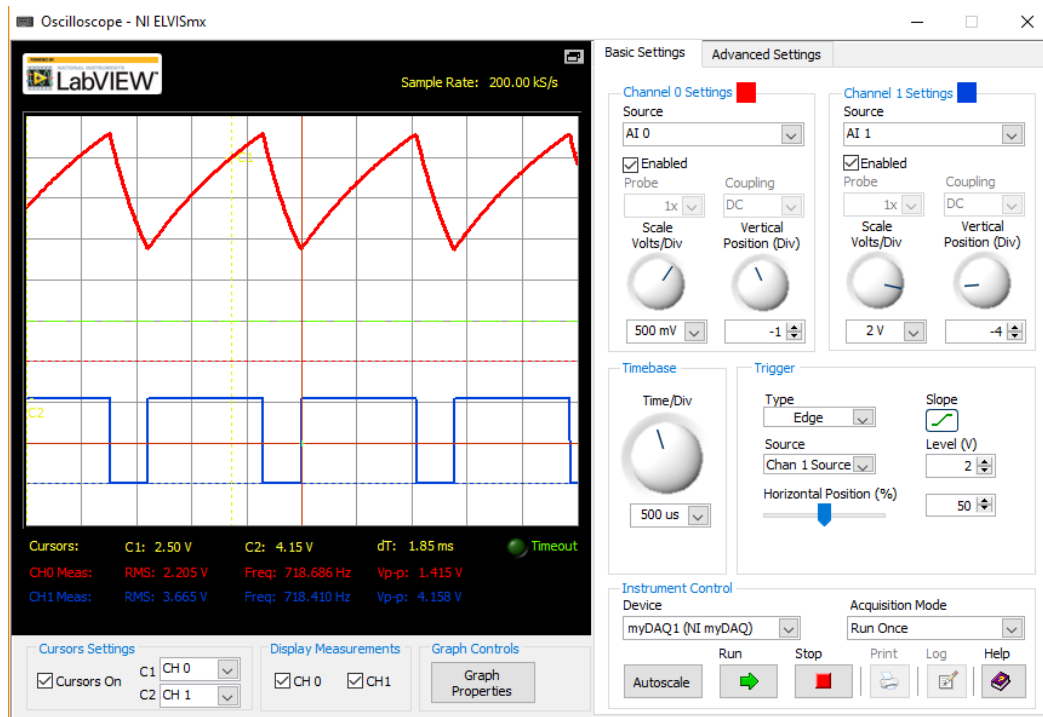 Oscilloscope - NI ELVISmx
POWERED BY
NATIONAL INSTRUMENTS
LabVIEW
Sample Rate: 200.00 kS/s
C1
C2
Cursors: C1: 2.50 V C2: 4.15 V dT: 1.85 ms Timeout
CH0 Meas: RMS: 2.205 V Freq: 718.686 Hz Vp-p: 1.415 V
CH1 Meas: RMS: 3.665 V Freq: 718.410 Hz Vp-p: 4.158 V
Cursors Settings
Cursors On
C1 CH 0
C2 CH 1
Display Measurements
CH 0 CH1
Graph Controls
Graph
Properties
Basic Settings Advanced Settings
Channel 0 Settings
Source
AI 0
Enabled
Probe Coupling
1x DC
Scale Vertical
Volts/Div Position (Div)
500 mV -1
Channel 1 Settings
Source
AI 1
Enabled
Probe Coupling
1x DC
Scale Vertical
Volts/Div Position (Div)
2 V -4
Timebase
Time/Div
500 us
Trigger
Type Slope
Edge
Source Level (V)
Chan 1 Source 2
Horizontal Position (%)
50
Instrument Control
Device Acquisition Mode
myDAQ1 (NI myDAQ) Run Once
Run Stop Print Log Help
Autoscale